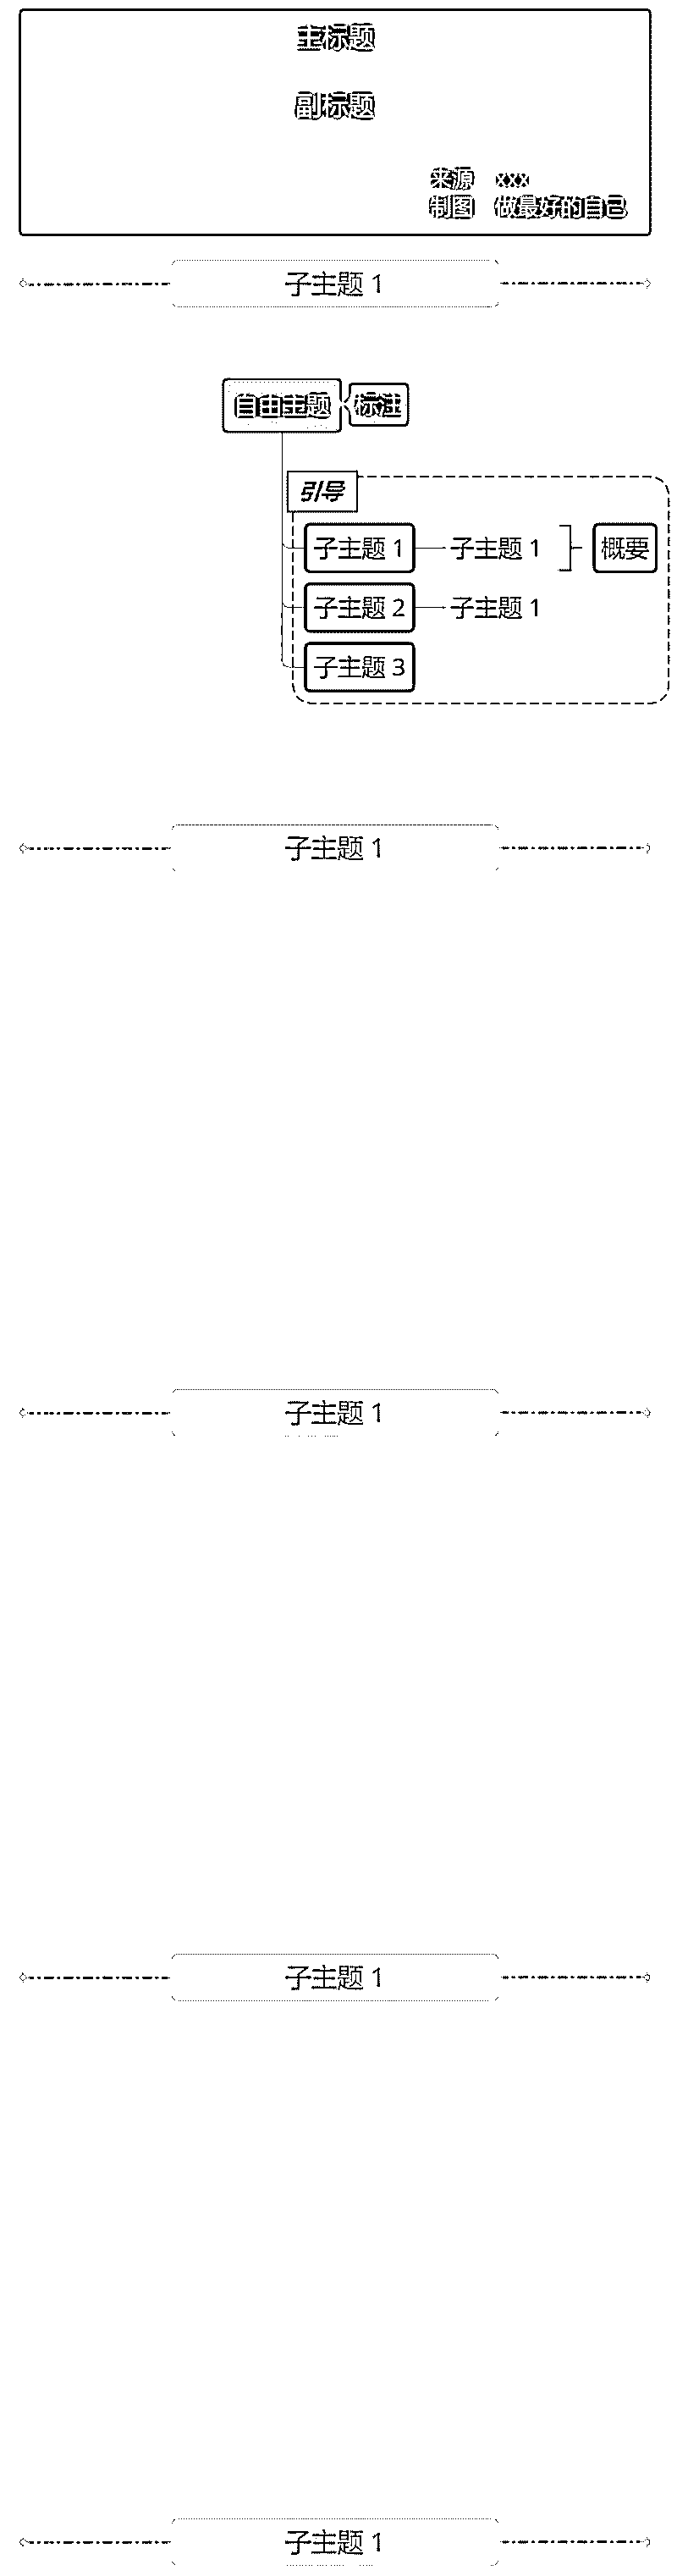 主标题
副标题
来源 xxx
制图 做最好的自己
子主题 1
自由主题 标注
引导
子主题 1 子主题 1 概要
子主题 2 子主题 1
子主题 3
子主题 1
子主题 1
子主题 1
子主题 1